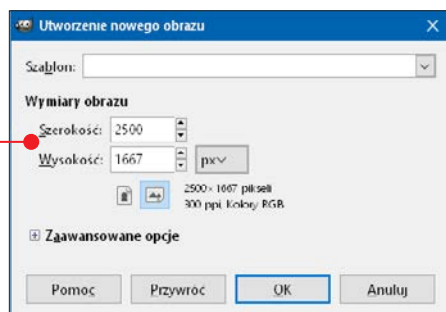 Utworzenie nowego obrazu
Szablon:
Wymiary obrazu
Szerokość: 2500
Wysokość: 1667 px
2500 × 1667 pikseli
300 ppi, Kolory RGB
Zaawansowane opcje
Pomoc Przywróć OK Anuluj